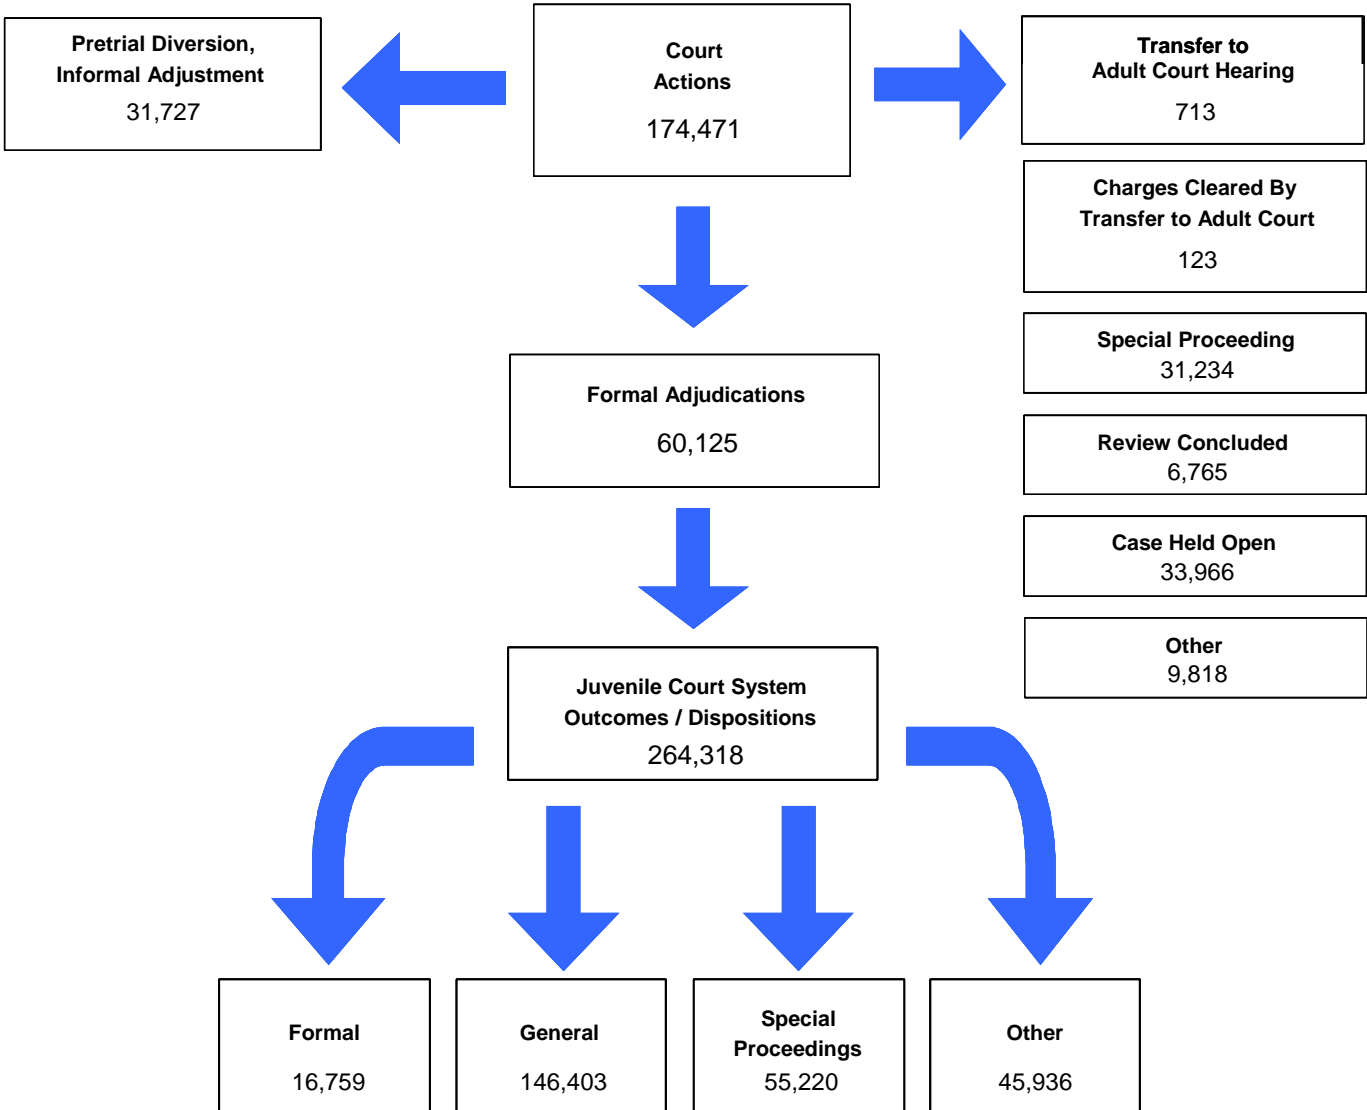 Pretrial Diversion,
Informal Adjustment
31,727
Court
Actions
174,471
Transfer to
Adult Court Hearing
713
Charges Cleared By
Transfer to Adult Court
123
Special Proceeding
31,234
Review Concluded
6,765
Case Held Open
33,966
Other
9,818
Formal Adjudications
60,125
Juvenile Court System
Outcomes / Dispositions
264,318
Formal
16,759
General
146,403
Special
Proceedings
55,220
Other
45,936